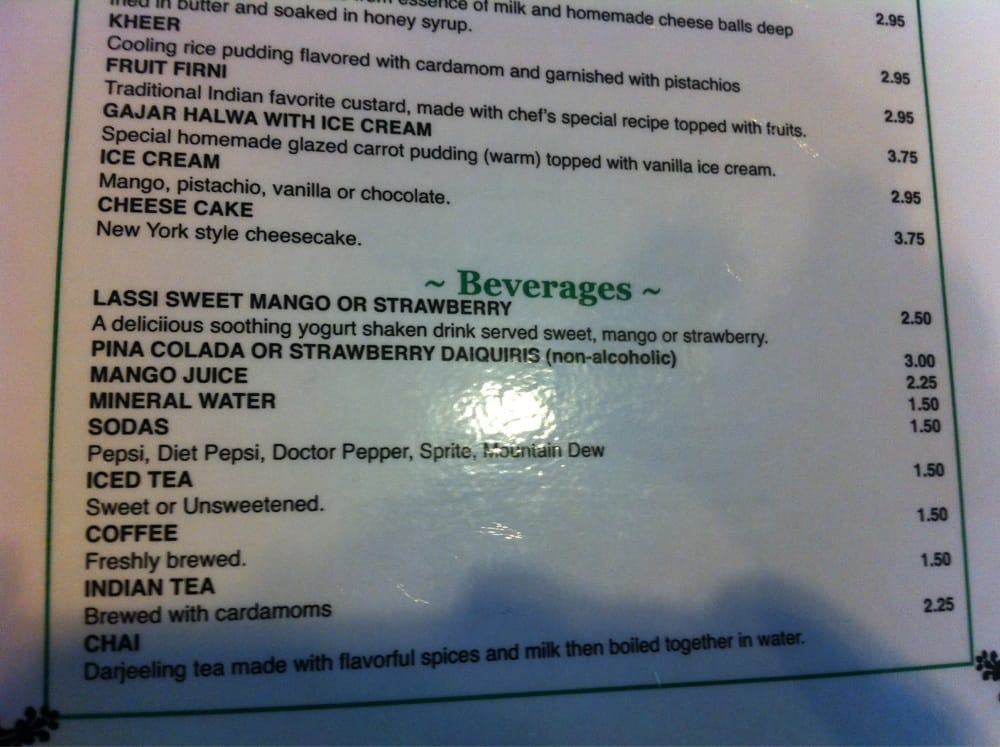 essence of milk and homemade cheese balls deep 2.95
fried in butter and soaked in honey syrup.
KHEER 2.95
Cooling rice pudding flavored with cardamom and garnished with pistachios
FRUIT FIRNI 2.95
Traditional Indian favorite custard, made with chef's special recipe topped with fruits.
GAJAR HALWA WITH ICE CREAM 3.75
Special homemade glazed carrot pudding (warm) topped with vanilla ice cream.
ICE CREAM 2.95
Mango, pistachio, vanilla or chocolate.
CHEESE CAKE 3.75
New York style cheesecake.
~ Beverages ~
LASSI SWEET MANGO OR STRAWBERRY 2.50
A deliciious soothing yogurt shaken drink served sweet, mango or strawberry.
PINA COLADA OR STRAWBERRY DAIQUIRIS (non-alcoholic) 3.00
MANGO JUICE 2.25
MINERAL WATER 1.50
SODAS 1.50
Pepsi, Diet Pepsi, Doctor Pepper, Sprite, Mountain Dew
ICED TEA 1.50
Sweet or Unsweetened.
COFFEE 1.50
Freshly brewed.
INDIAN TEA 1.50
Brewed with cardamoms
CHAI 2.25
Darjeeling tea made with flavorful spices and milk then boiled together in water.